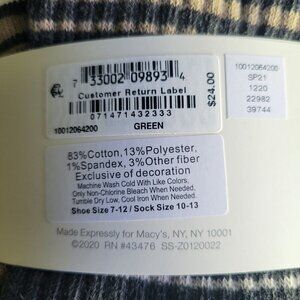 7 33002 09893 4
Customer Return Label
071471432333
10012064200
GREEN
$24.00
10012064200
SP21
1220
22982
39744
83%Cotton, 13%Polyester,
1%Spandex, 3%Other fiber
Exclusive of decoration
Machine Wash Cold With Like Colors,
Only Non-Chlorine Bleach When Needed.
Tumble Dry Low, Cool Iron When Needed.
Shoe Size 7-12 / Sock Size 10-13
Made Expressly for Macy's, NY, NY 10001
©2020 RN #43476 SS-Z0120022